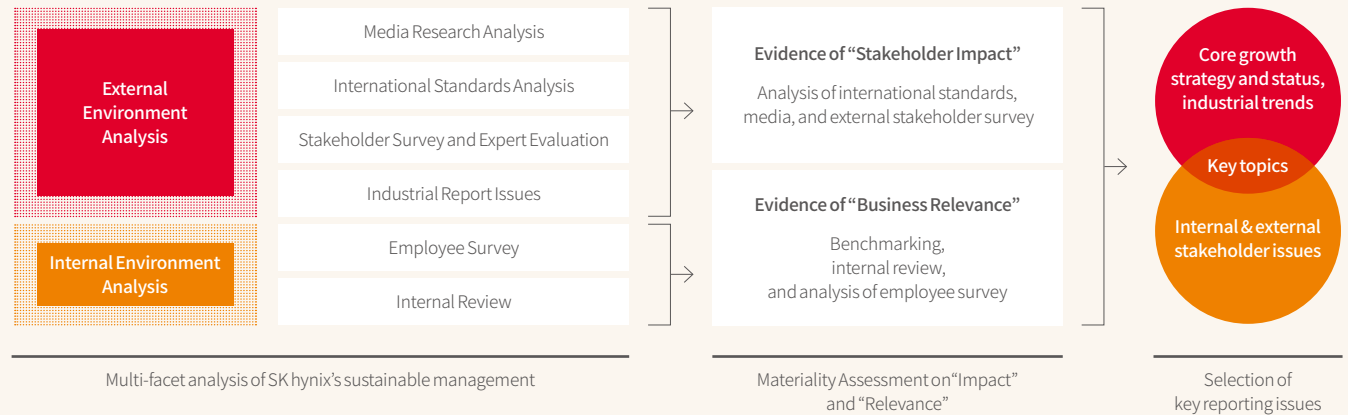 External
Environment
Analysis
Internal Environment
Analysis
Media Research Analysis
International Standards Analysis
Stakeholder Survey and Expert Evaluation
Industrial Report Issues
Employee Survey
Internal Review
Multi-facet analysis of SK hynix’s sustainable management
Evidence of “Stakeholder Impact”
Analysis of international standards,
media, and external stakeholder survey
Evidence of “Business Relevance”
Benchmarking,
internal review,
and analysis of employee survey
Materiality Assessment on“Impact”
and “Relevance”
Core growth
strategy and status,
industrial trends
Key topics
Internal & external
stakeholder issues
Selection of
key reporting issues